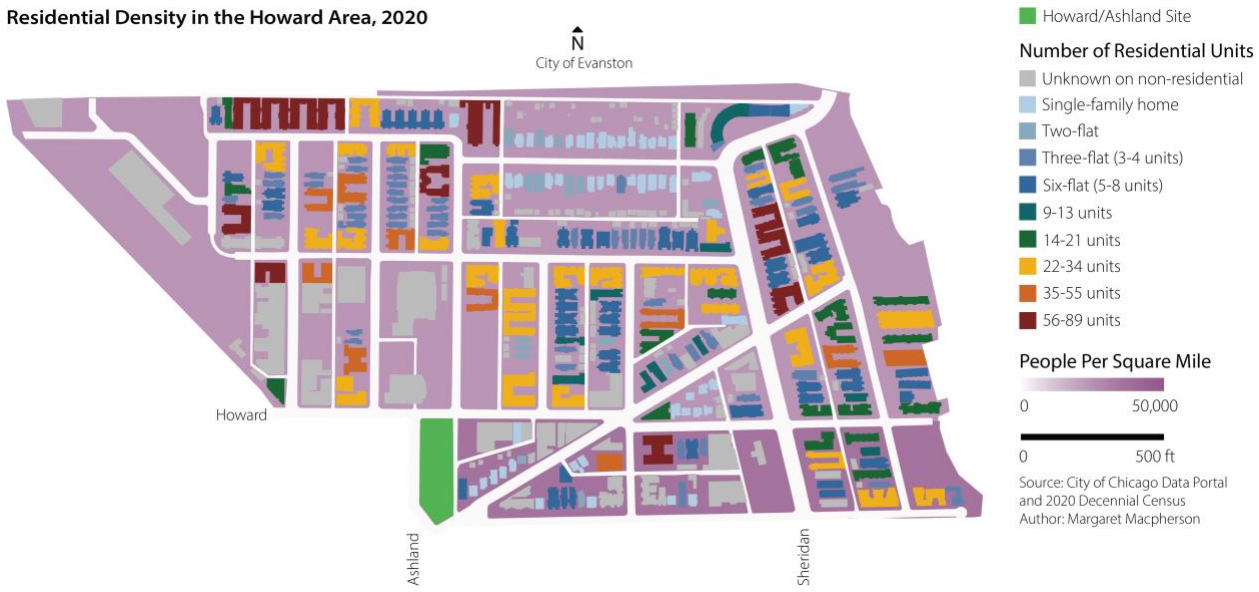 Residential Density in the Howard Area, 2020
N
City of Evanston
Howard
Ashland
Sheridan
Howard/Ashland Site
Number of Residential Units
Unknown on non-residential
Single-family home
Two-flat
Three-flat (3-4 units)
Six-flat (5-8 units)
9-13 units
14-21 units
22-34 units
35-55 units
56-89 units
People Per Square Mile
0 50,000
0 500 ft
Source: City of Chicago Data Portal
and 2020 Decennial Census
Author: Margaret Macpherson